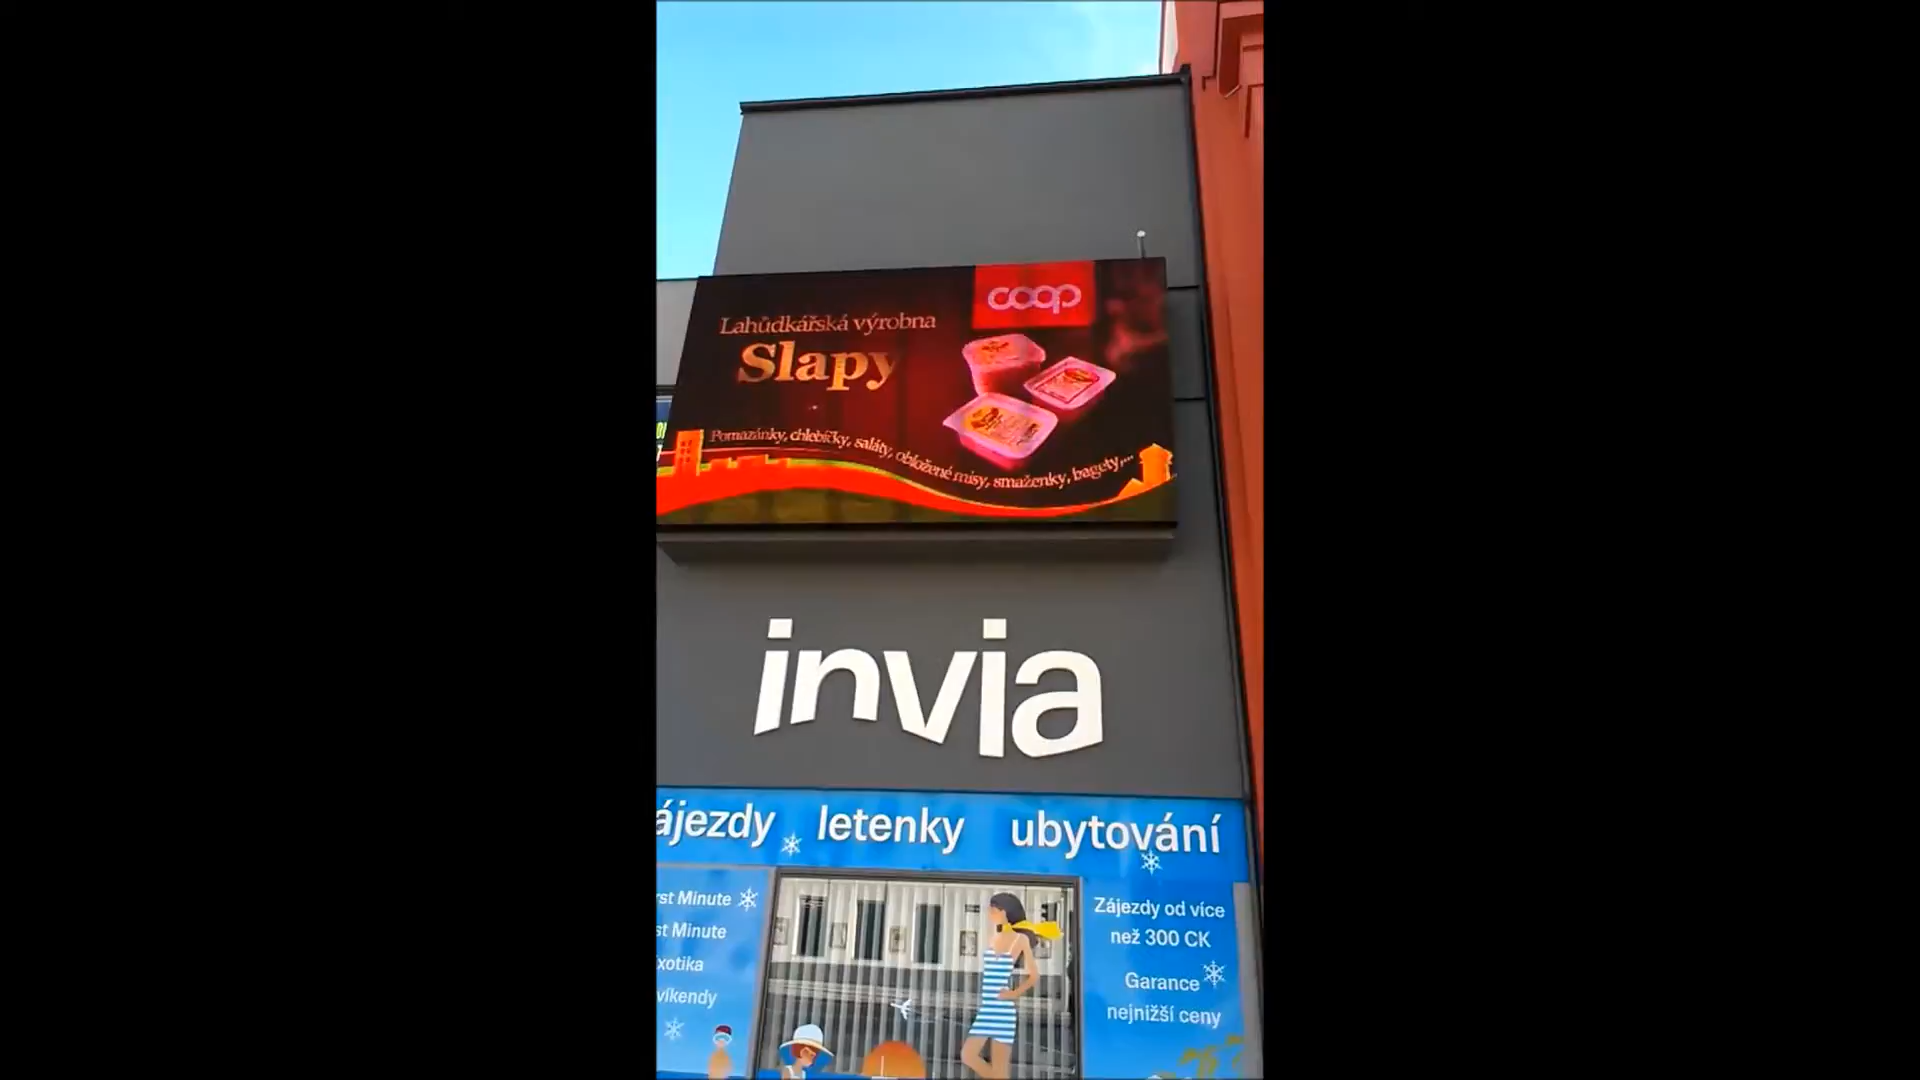 coop
Lahůdkářská výrobna
Slapy
Pomazánky, chlebíčky, saláty, obložené mísy, smaženky, bagety,...
invia
ájezdy letenky ubytování
rst Minute
st Minute
xotika
víkendy
Zájezdy od více
než 300 CK
Garance
nejnižší ceny